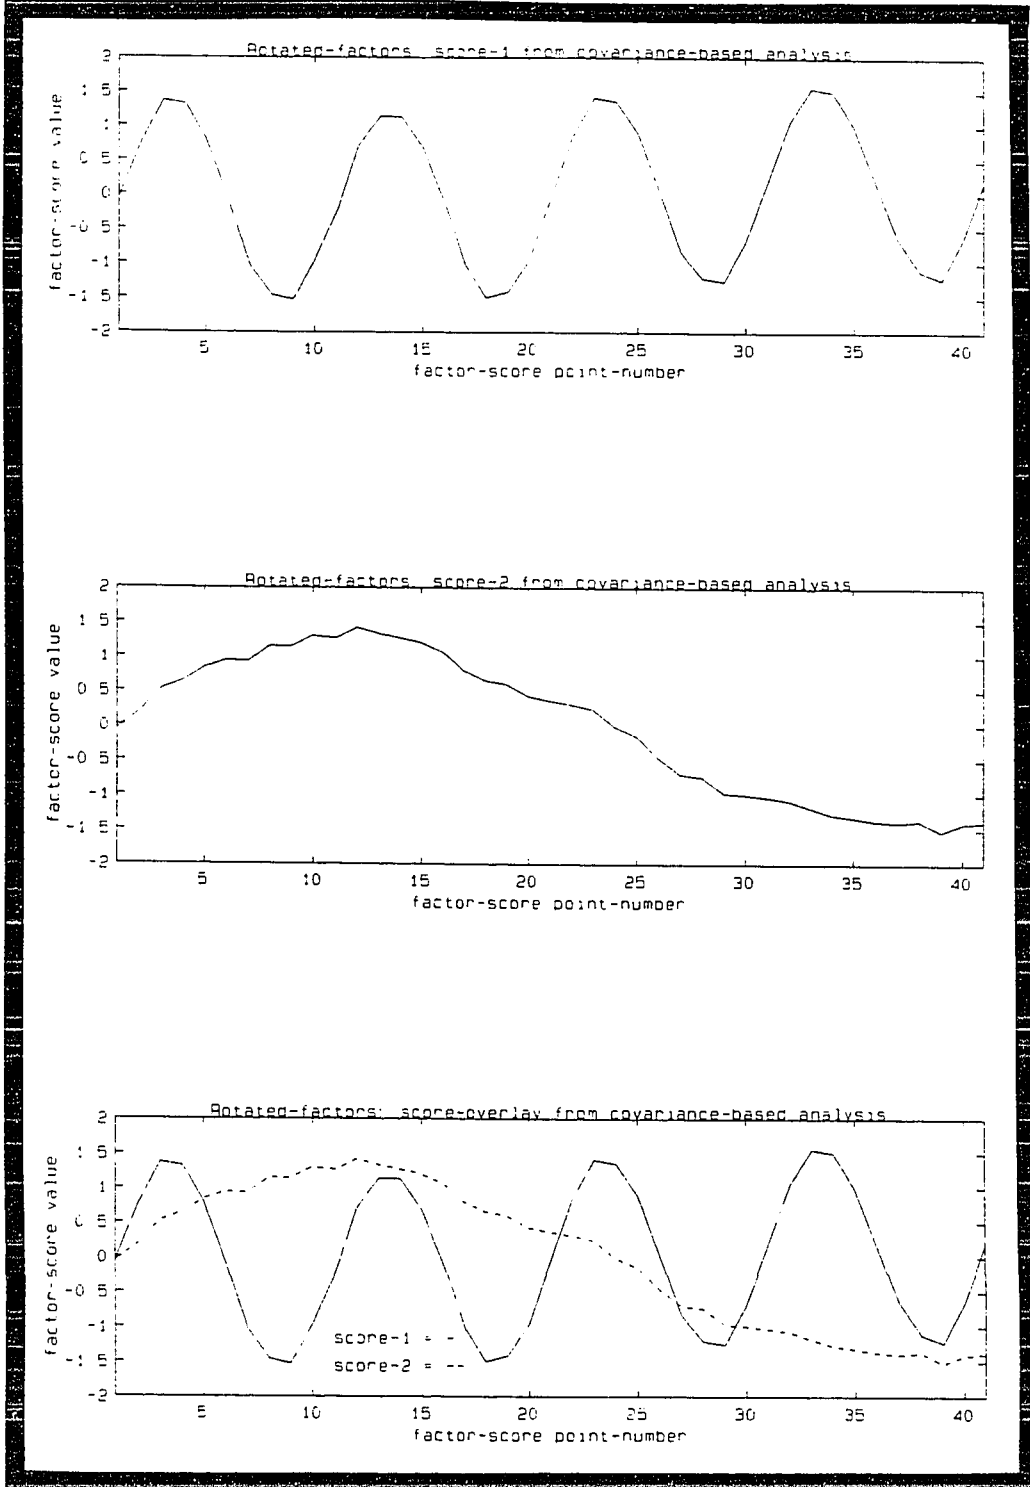 Rotated-factors, score-1 from covariance-based analysis
2
1.5
1
0.5
0
-0.5
-1
-1.5
-2
factor-score value
5 10 15 20 25 30 35 40
factor-score point-number
Rotated-factors, score-2 from covariance-based analysis
2
1.5
1
0.5
0
-0.5
-1
-1.5
-2
factor-score value
5 10 15 20 25 30 35 40
factor-score point-number
Rotated-factors: score-overlay from covariance-based analysis
2
1.5
1
0.5
0
-0.5
-1
-1.5
-2
factor-score value
score-1 = -
score-2 = --
5 10 15 20 25 30 35 40
factor-score point-number